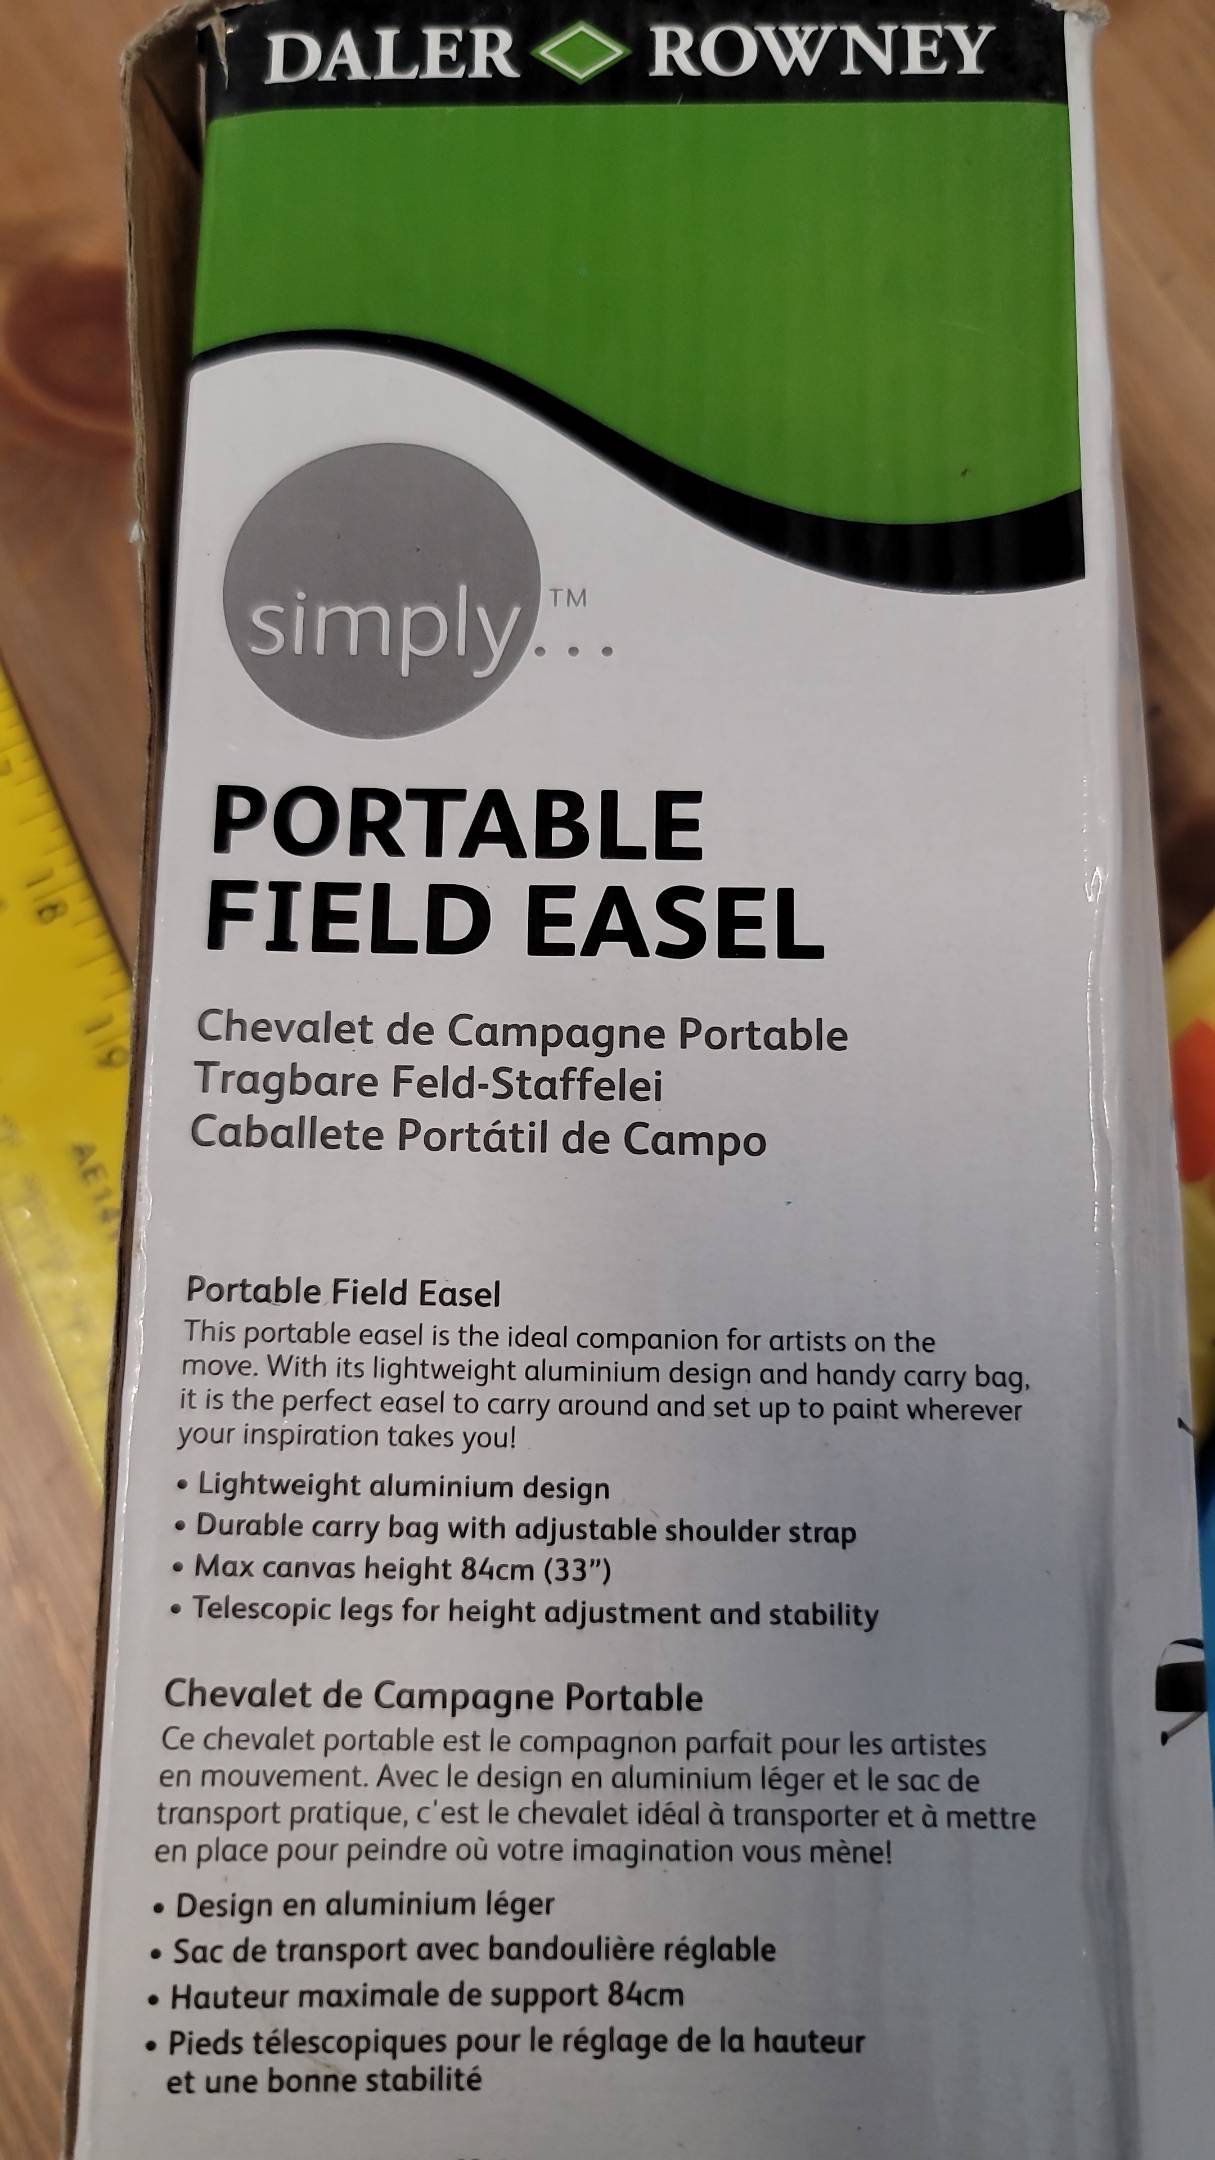 DALER ROWNEY
simply...™
PORTABLE
FIELD EASEL
Chevalet de Campagne Portable
Tragbare Feld-Staffelei
Caballete Portátil de Campo
Portable Field Easel
This portable easel is the ideal companion for artists on the
move. With its lightweight aluminium design and handy carry bag,
it is the perfect easel to carry around and set up to paint wherever
your inspiration takes you!
• Lightweight aluminium design
• Durable carry bag with adjustable shoulder strap
• Max canvas height 84cm (33”)
• Telescopic legs for height adjustment and stability
Chevalet de Campagne Portable
Ce chevalet portable est le compagnon parfait pour les artistes
en mouvement. Avec le design en aluminium léger et le sac de
transport pratique, c'est le chevalet idéal à transporter et à mettre
en place pour peindre où votre imagination vous mène!
• Design en aluminium léger
• Sac de transport avec bandoulière réglable
• Hauteur maximale de support 84cm
• Pieds télescopiques pour le réglage de la hauteur
et une bonne stabilité
18
19